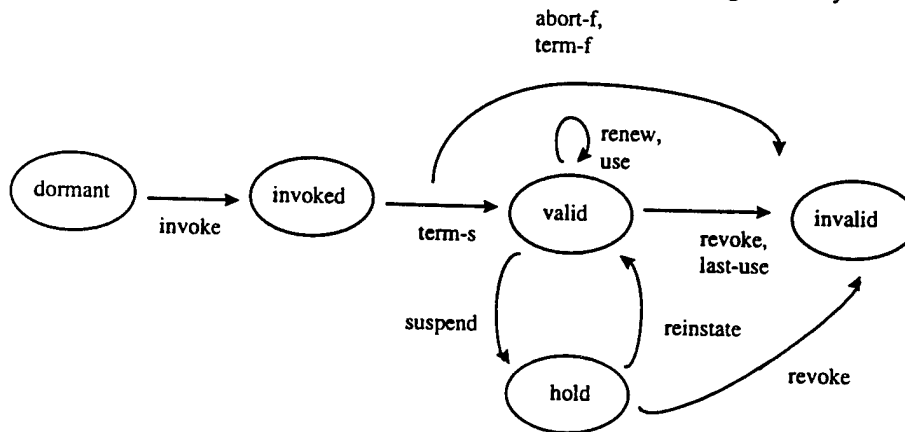 abort-f,
term-f
renew,
use
dormant
invoked
valid
invalid
invoke
term-s
revoke,
last-use
suspend
reinstate
revoke
hold